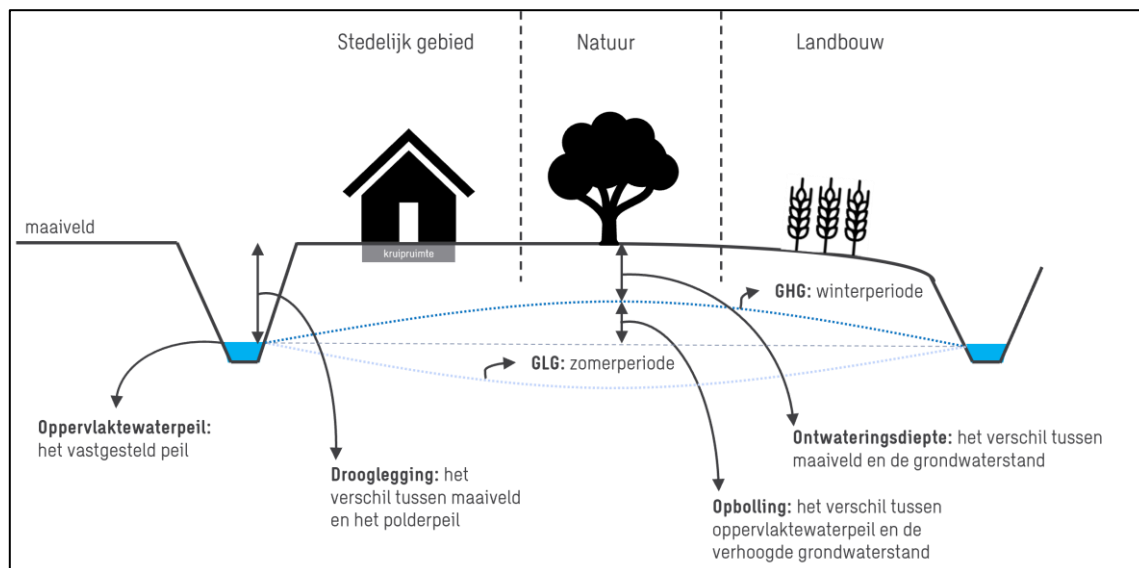 Stedelijk gebied
Natuur
Landbouw
maaiveld
kruipruimte
GHG: winterperiode
GLG: zomerperiode
Oppervlaktewaterpeil:
het vastgesteld peil
Drooglegging: het
verschil tussen maaiveld
en het polderpeil
Ontwateringsdiepte: het verschil tussen
maaiveld en de grondwaterstand
Opbolling: het verschil tussen
oppervlaktewaterpeil en de
verhoogde grondwaterstand